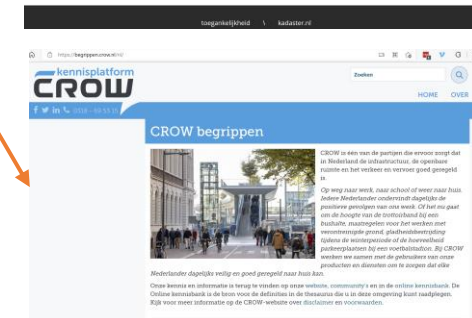 toegankelijkheid \ kadaster.nl
https://begrippen.crow.nl/nl/
kennisplatform
CROW
Zoeken
HOME OVER
CROW begrippen
CROW is één van de partijen die ervoor zorgt dat
in Nederland de infrastructuur, de openbare
ruimte en het verkeer en vervoer goed geregeld
is.
Op weg naar werk, naar school of weer naar huis.
Iedere Nederlander ondervindt dagelijks de
positieve gevolgen van ons werk. Of het nu gaat
om de hoogte van de trottoirband bij een
bushalte, maatregelen voor het werken met
verontreinigde grond, gladheidsbestrijding
tijdens de winterperiode of de hoeveelheid
parkeerplaatsen bij een voetbalstadion. Bij CROW
werken we samen met de gebruikers van onze
producten en diensten om te zorgen dat elke
Nederlander dagelijks veilig en goed geregeld naar huis kan.
Onze kennis en informatie is terug te vinden op onze website, community's en in de online kennisbank. De
Online kennisbank is de bron voor de definities in de thesaurus die u in deze omgeving kunt raadplegen.
Kijk voor meer informatie op de CROW-website over disclaimer en voorwaarden.